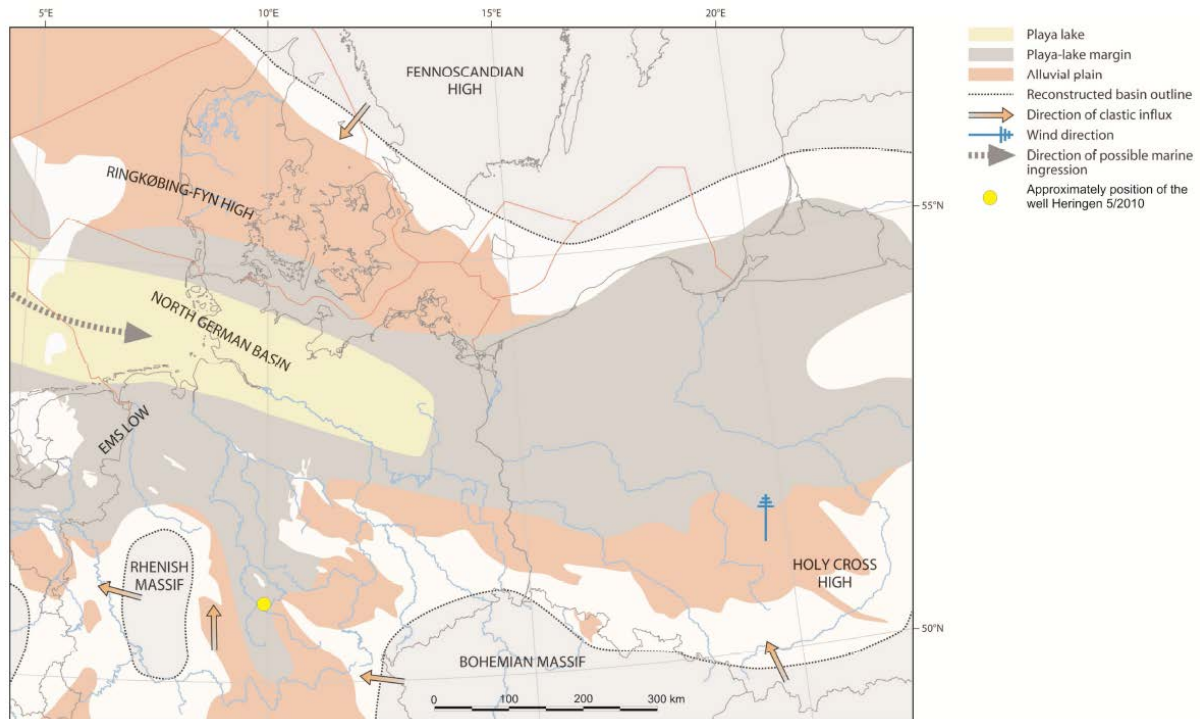 5°E
10°E
15°E
20°E
FENNOSCANDIAN
HIGH
RINGKØBING-FYN HIGH
55°N
NORTH GERMAN BASIN
EMS LOW
RHENISH
MASSIF
HOLY CROSS
HIGH
50°N
BOHEMIAN MASSIF
0 100 200 300 km
Playa lake
Playa-lake margin
Alluvial plain
Reconstructed basin outline
Direction of clastic influx
Wind direction
Direction of possible marine
ingression
Approximately position of the
well Heringen 5/2010